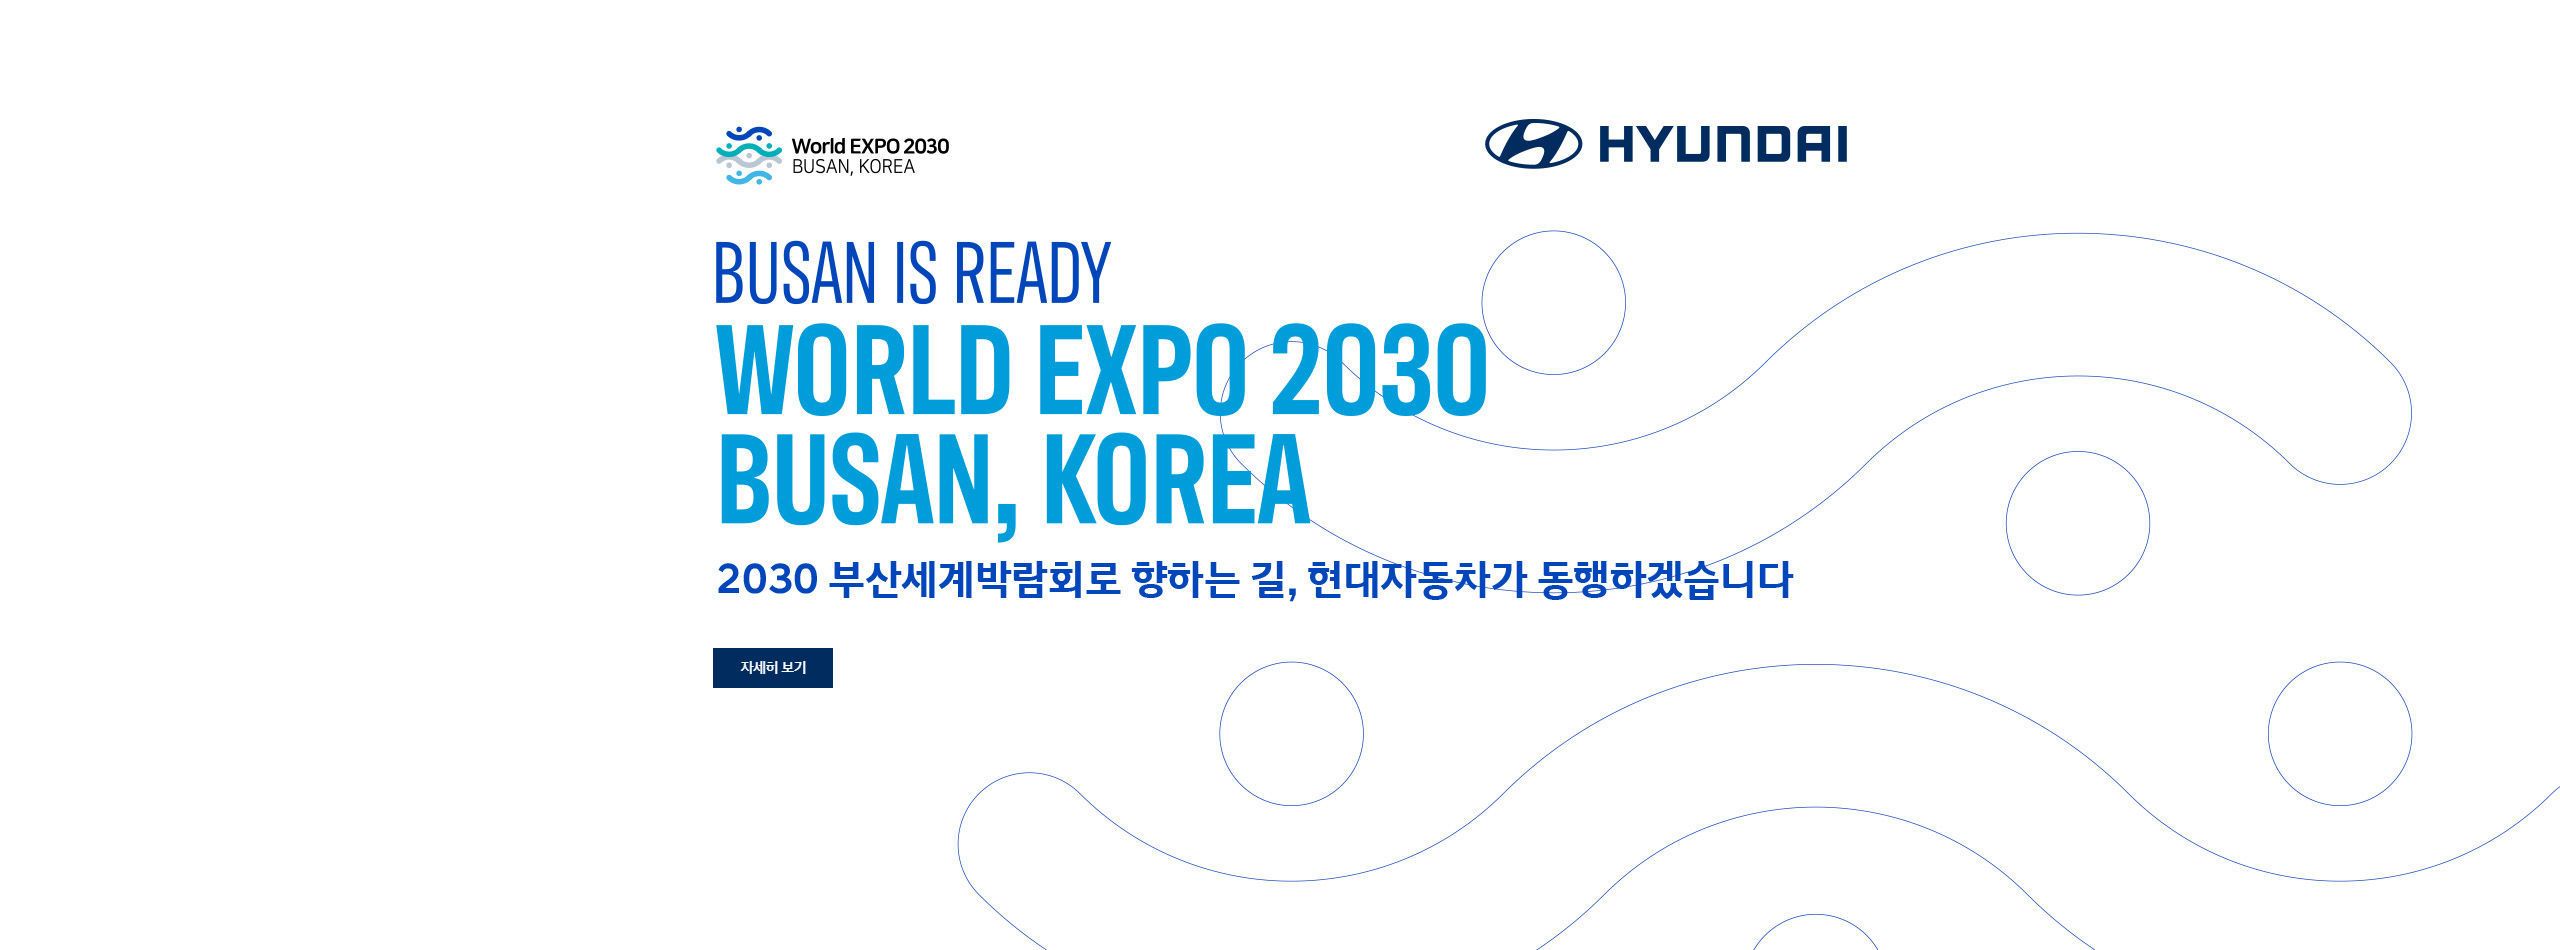 World EXPO 2030
BUSAN, KOREA
HYUNDAI
BUSAN IS READY
WORLD EXPO 2030
BUSAN, KOREA
2030 부산세계박람회로 향하는 길, 현대자동차가 동행하겠습니다
자세히 보기